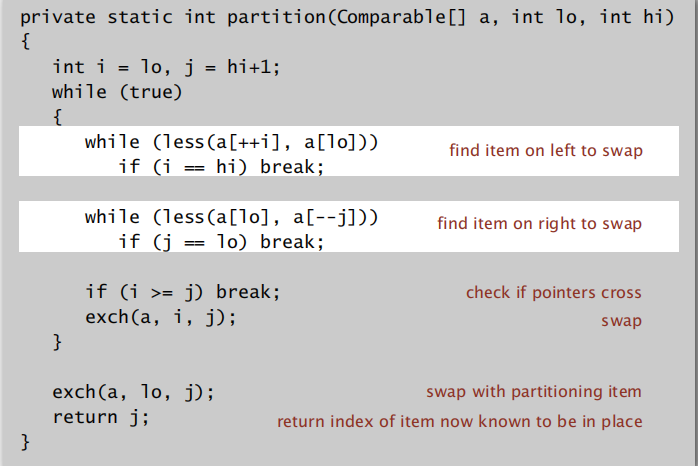 private static int partition(Comparable[] a, int lo, int hi)
{
int i = lo, j = hi+1;
while (true)
{
while (less(a[++i], a[lo])) find item on left to swap
if (i == hi) break;
while (less(a[lo], a[--j])) find item on right to swap
if (j == lo) break;
if (i >= j) break; check if pointers cross
exch(a, i, j); swap
}
exch(a, lo, j); swap with partitioning item
return j; return index of item now known to be in place
}